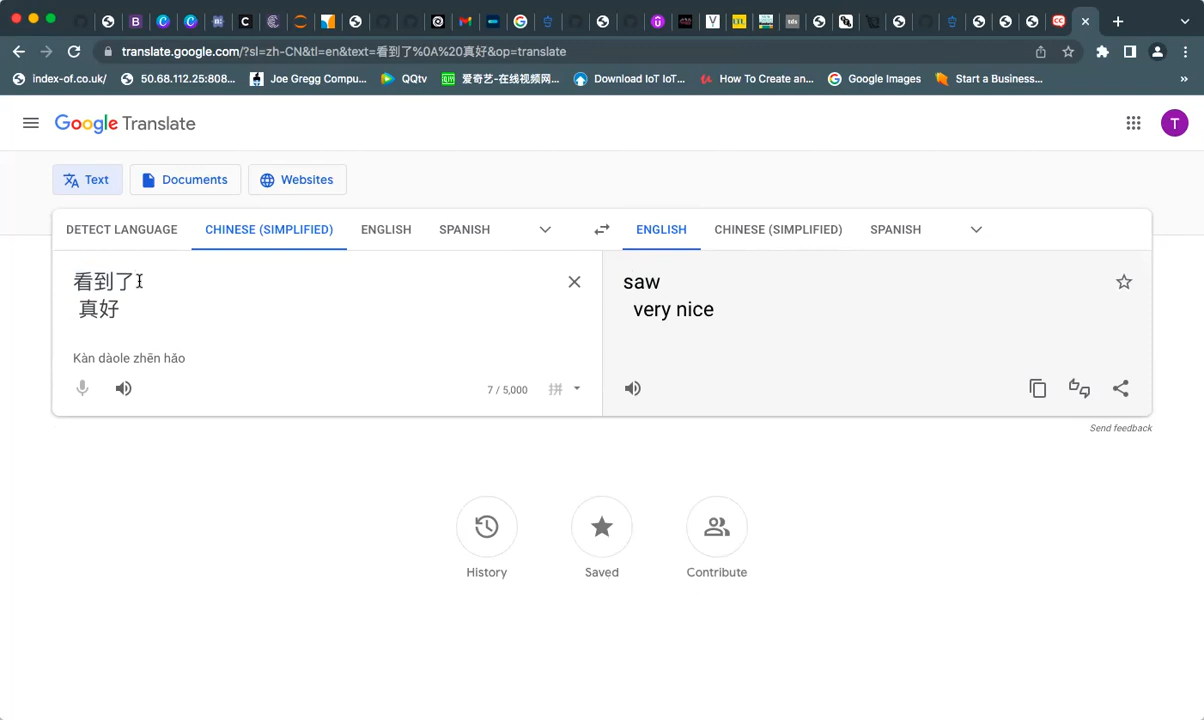 translate.google.com/?sl=zh-CN&tl=en&text=看到了%0A%20真好&op=translate
index-of.co.uk/ 50.68.112.25:808... Joe Gregg Compu... QQtv 爱奇艺-在线视频网... Download IoT IoT... How To Create an... Google Images Start a Business... »
Google Translate
T
Text Documents Websites
DETECT LANGUAGE CHINESE (SIMPLIFIED) ENGLISH SPANISH
ENGLISH CHINESE (SIMPLIFIED) SPANISH
看到了
真好
Kàn dàole zhēn hǎo
7 / 5,000 拼
saw
very nice
Send feedback
History Saved Contribute